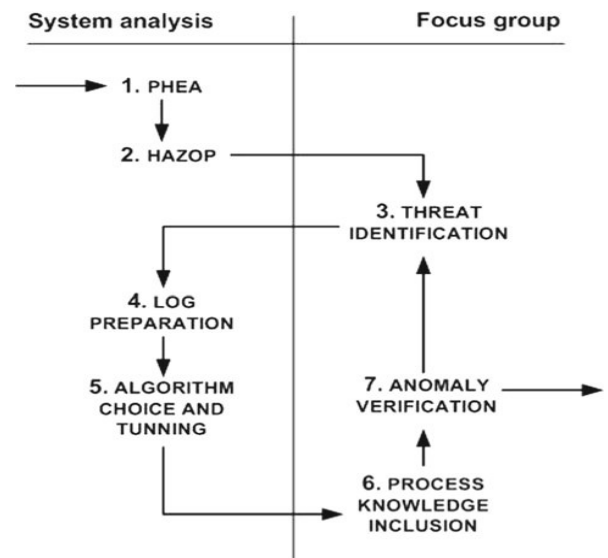 System analysis
Focus group
1. PHEA
2. HAZOP
3. THREAT
IDENTIFICATION
4. LOG
PREPARATION
5. ALGORITHM
CHOICE AND
TUNNING
6. PROCESS
KNOWLEDGE
INCLUSION
7. ANOMALY
VERIFICATION